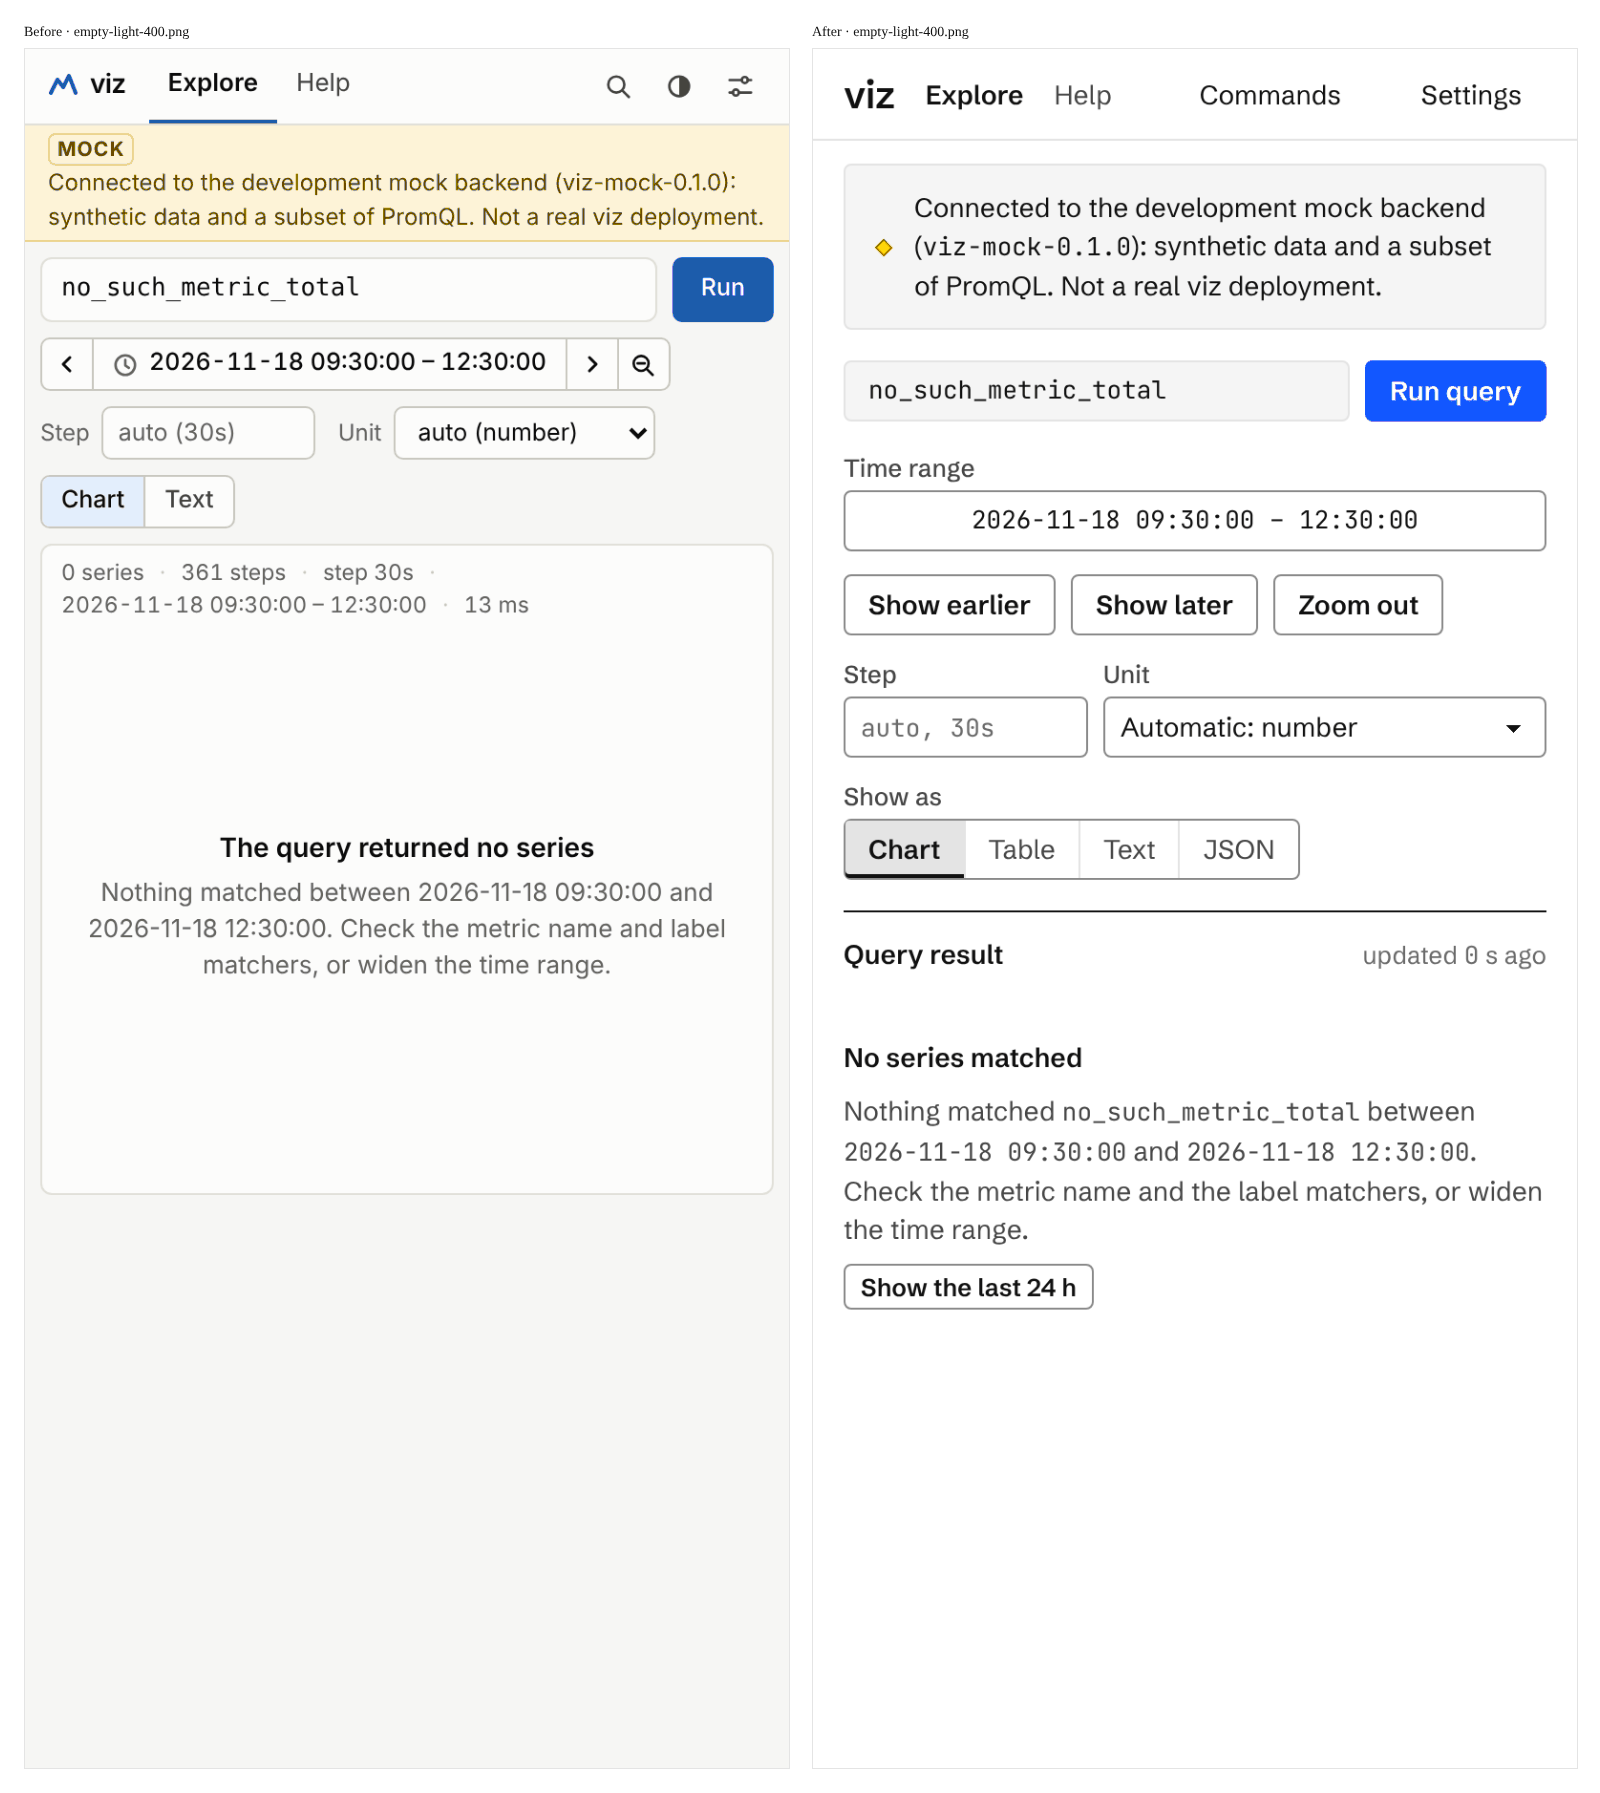 Before · empty-light-400.png
viz
Explore
Help
MOCK
Connected to the development mock backend (viz-mock-0.1.0):
synthetic data and a subset of PromQL. Not a real viz deployment.
no_such_metric_total
Run
2026-11-18 09:30:00 – 12:30:00
Step
auto (30s)
Unit
auto (number)
Chart
Text
0 series · 361 steps · step 30s ·
2026-11-18 09:30:00 – 12:30:00 · 13 ms
The query returned no series
Nothing matched between 2026-11-18 09:30:00 and
2026-11-18 12:30:00. Check the metric name and label
matchers, or widen the time range.
After · empty-light-400.png
viz
Explore
Help
Commands
Settings
Connected to the development mock backend
(viz-mock-0.1.0): synthetic data and a subset
of PromQL. Not a real viz deployment.
no_such_metric_total
Run query
Time range
2026-11-18 09:30:00 – 12:30:00
Show earlier
Show later
Zoom out
Step
Unit
auto, 30s
Automatic: number
Show as
Chart
Table
Text
JSON
Query result
updated 0 s ago
No series matched
Nothing matched no_such_metric_total between
2026-11-18 09:30:00 and 2026-11-18 12:30:00.
Check the metric name and the label matchers, or widen
the time range.
Show the last 24 h